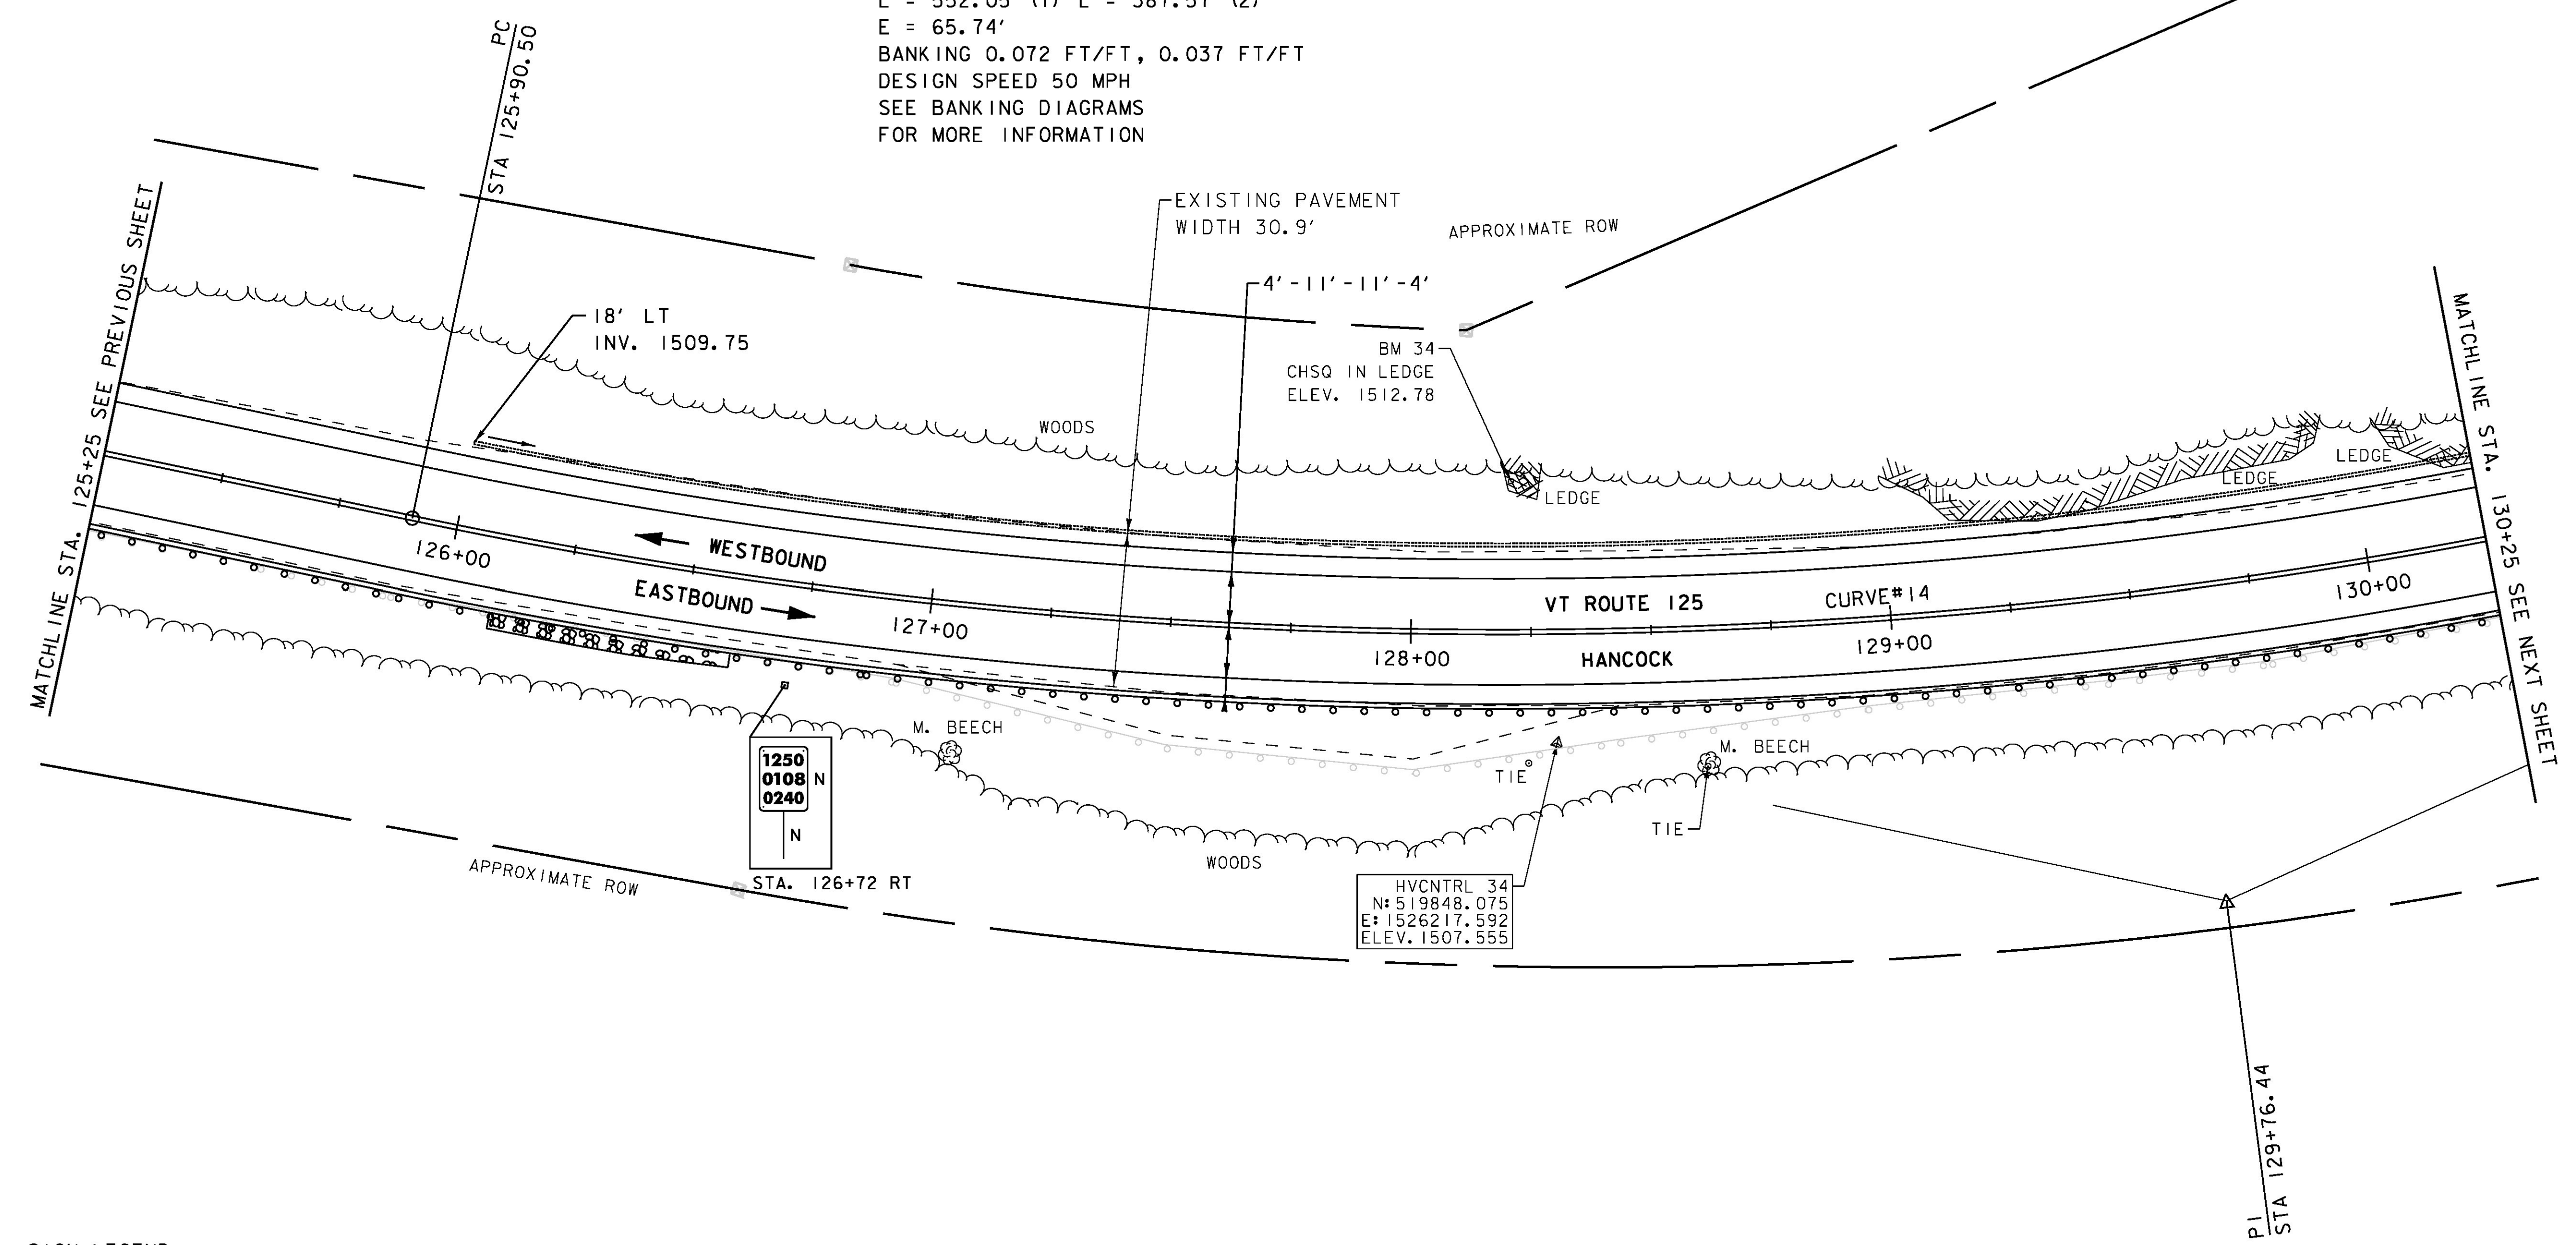 E = 65.74'
BANKING 0.072 FT/FT, 0.037 FT/FT
DESIGN SPEED 50 MPH
SEE BANKING DIAGRAMS
FOR MORE INFORMATION
PC
STA 125+90.50
EXISTING PAVEMENT
WIDTH 30.9'
APPROXIMATE ROW
4'-11'-11'-4'
18' LT
INV. 1509.75
BM 34
CHSQ IN LEDGE
ELEV. 1512.78
WOODS
LEDGE
LEDGE
LEDGE
MATCHLINE STA. 125+25 SEE PREVIOUS SHEET
MATCHLINE STA. 130+25 SEE NEXT SHEET
126+00
WESTBOUND
EASTBOUND
127+00
128+00
VT ROUTE 125
HANCOCK
CURVE#14
129+00
130+00
M. BEECH
M. BEECH
TIE
TIE
1250
0108 N
0240
N
STA. 126+72 RT
WOODS
APPROXIMATE ROW
HVCNTRL 34
N:519848.075
E:1526217.592
ELEV.1507.555
PI
STA 129+76.44